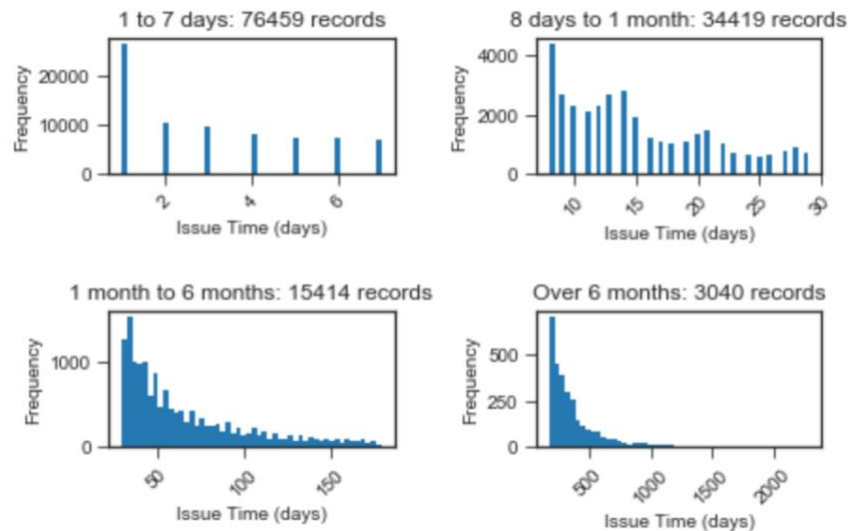 1 to 7 days: 76459 records
Frequency
20000
10000
0
2
4
6
Issue Time (days)
8 days to 1 month: 34419 records
Frequency
4000
2000
0
10
15
20
25
30
Issue Time (days)
1 month to 6 months: 15414 records
Frequency
1000
0
50
100
150
Issue Time (days)
Over 6 months: 3040 records
Frequency
500
250
0
500
1000
1500
2000
Issue Time (days)